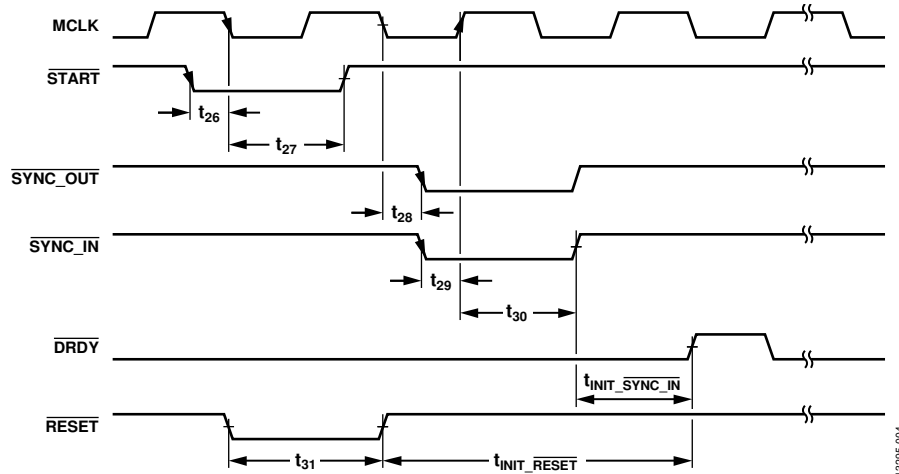 MCLK
START
t26
t27
SYNC_OUT
t28
SYNC_IN
t29
t30
DRDY
tINIT_SYNC_IN
RESET
t31
tINIT_RESET